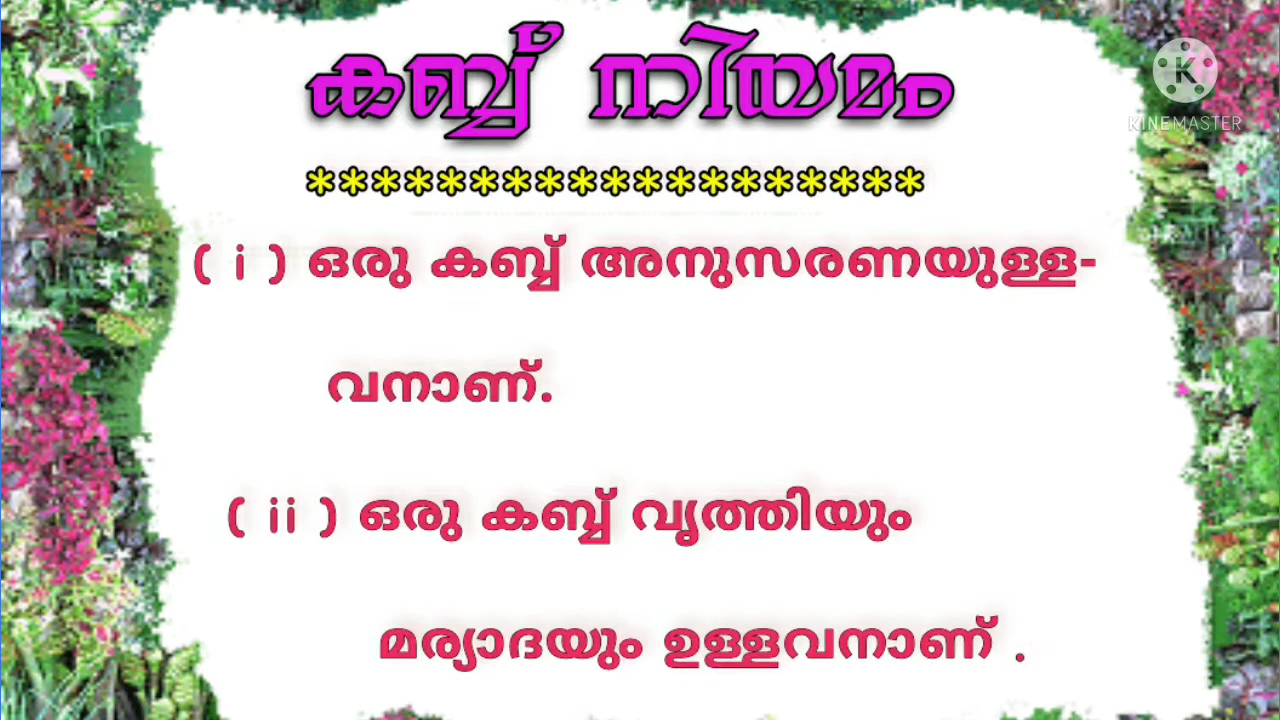 കബ്ബ് നിയമം
*******************
( i ) ഒരു കബ്ബ് അനുസരണയുള്ള-
വനാണ്.
( ii ) ഒരു കബ്ബ് വൃത്തിയും
മര്യാദയും ഉള്ളവനാണ് .
K
KINEMASTER